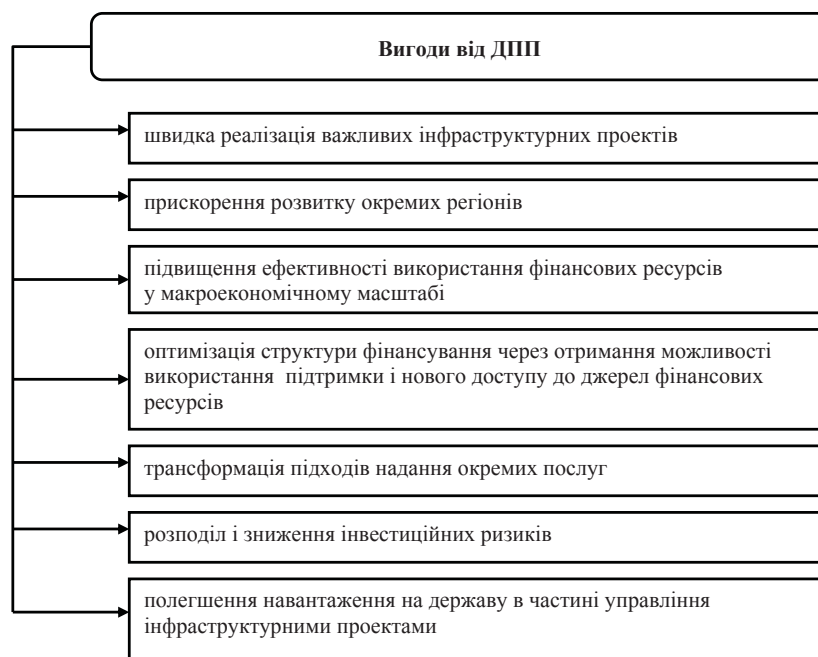 Вигоди від ДПП
швидка реалізація важливих інфраструктурних проектів
прискорення розвитку окремих регіонів
підвищення ефективності використання фінансових ресурсів
у макроекономічному масштабі
оптимізація структури фінансування через отримання можливості
використання підтримки і нового доступу до джерел фінансових
ресурсів
трансформація підходів надання окремих послуг
розподіл і зниження інвестиційних ризиків
полегшення навантаження на державу в частині управління
інфраструктурними проектами